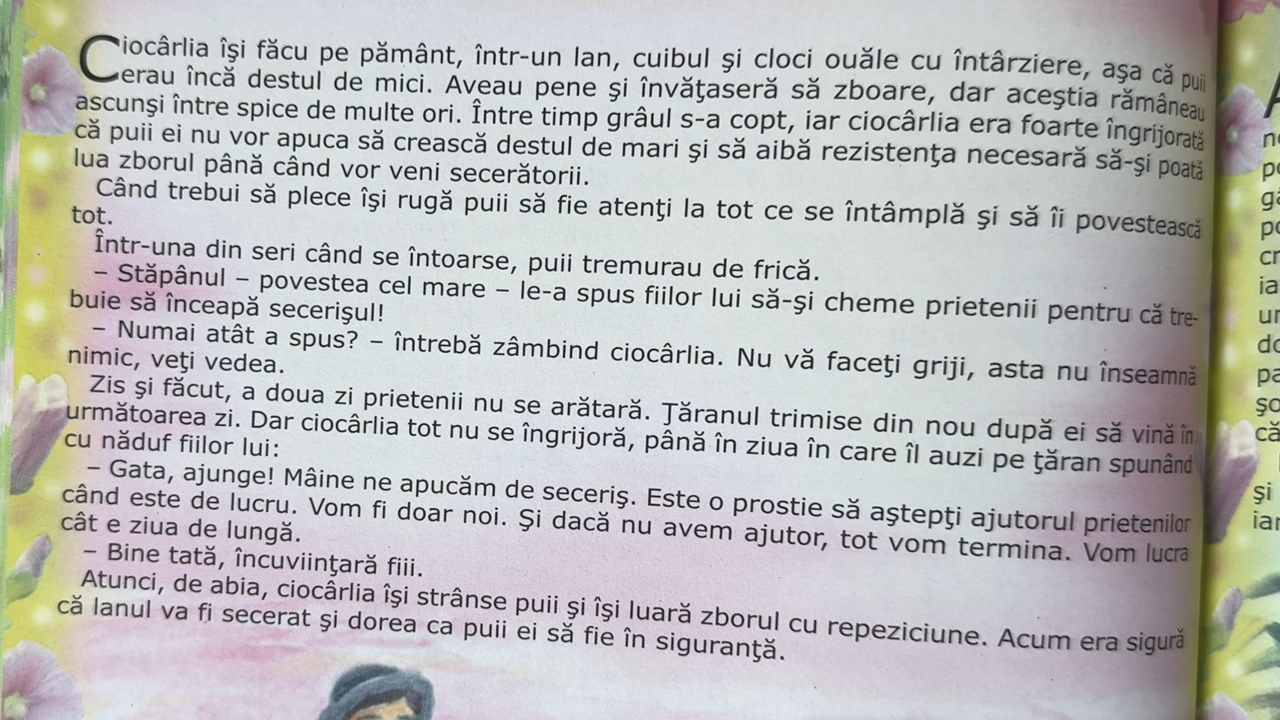 Ciocârlia îşi făcu pe pământ, într-un lan, cuibul şi cloci ouăle cu întârziere, aşa că puii
erau încă destul de mici. Aveau pene şi învăţaseră să zboare, dar aceştia rămâneau
ascunşi între spice de multe ori. Între timp grâul s-a copt, iar ciocârlia era foarte îngrijorată
că puii ei nu vor apuca să crească destul de mari şi să aibă rezistenţa necesară să-şi poată
lua zborul până când vor veni secerătorii.
Când trebui să plece îşi rugă puii să fie atenţi la tot ce se întâmplă şi să îi povestească
tot.
Într-una din seri când se întoarse, puii tremurau de frică.
– Stăpânul – povestea cel mare – le-a spus fiilor lui să-şi cheme prietenii pentru că tre-
buie să înceapă secerişul!
– Numai atât a spus? – întrebă zâmbind ciocârlia. Nu vă faceţi griji, asta nu înseamnă
nimic, veţi vedea.
Zis şi făcut, a doua zi prietenii nu se arătară. Ţăranul trimise din nou după ei să vină în
următoarea zi. Dar ciocârlia tot nu se îngrijoră, până în ziua în care îl auzi pe ţăran spunând
cu năduf fiilor lui:
– Gata, ajunge! Mâine ne apucăm de seceriş. Este o prostie să aştepţi ajutorul prietenilor
când este de lucru. Vom fi doar noi. Şi dacă nu avem ajutor, tot vom termina. Vom lucra
cât e ziua de lungă.
– Bine tată, încuviinţară fiii.
Atunci, de abia, ciocârlia îşi strânse puii şi îşi luară zborul cu repeziciune. Acum era sigură
că lanul va fi secerat şi dorea ca puii ei să fie în siguranţă.
şi